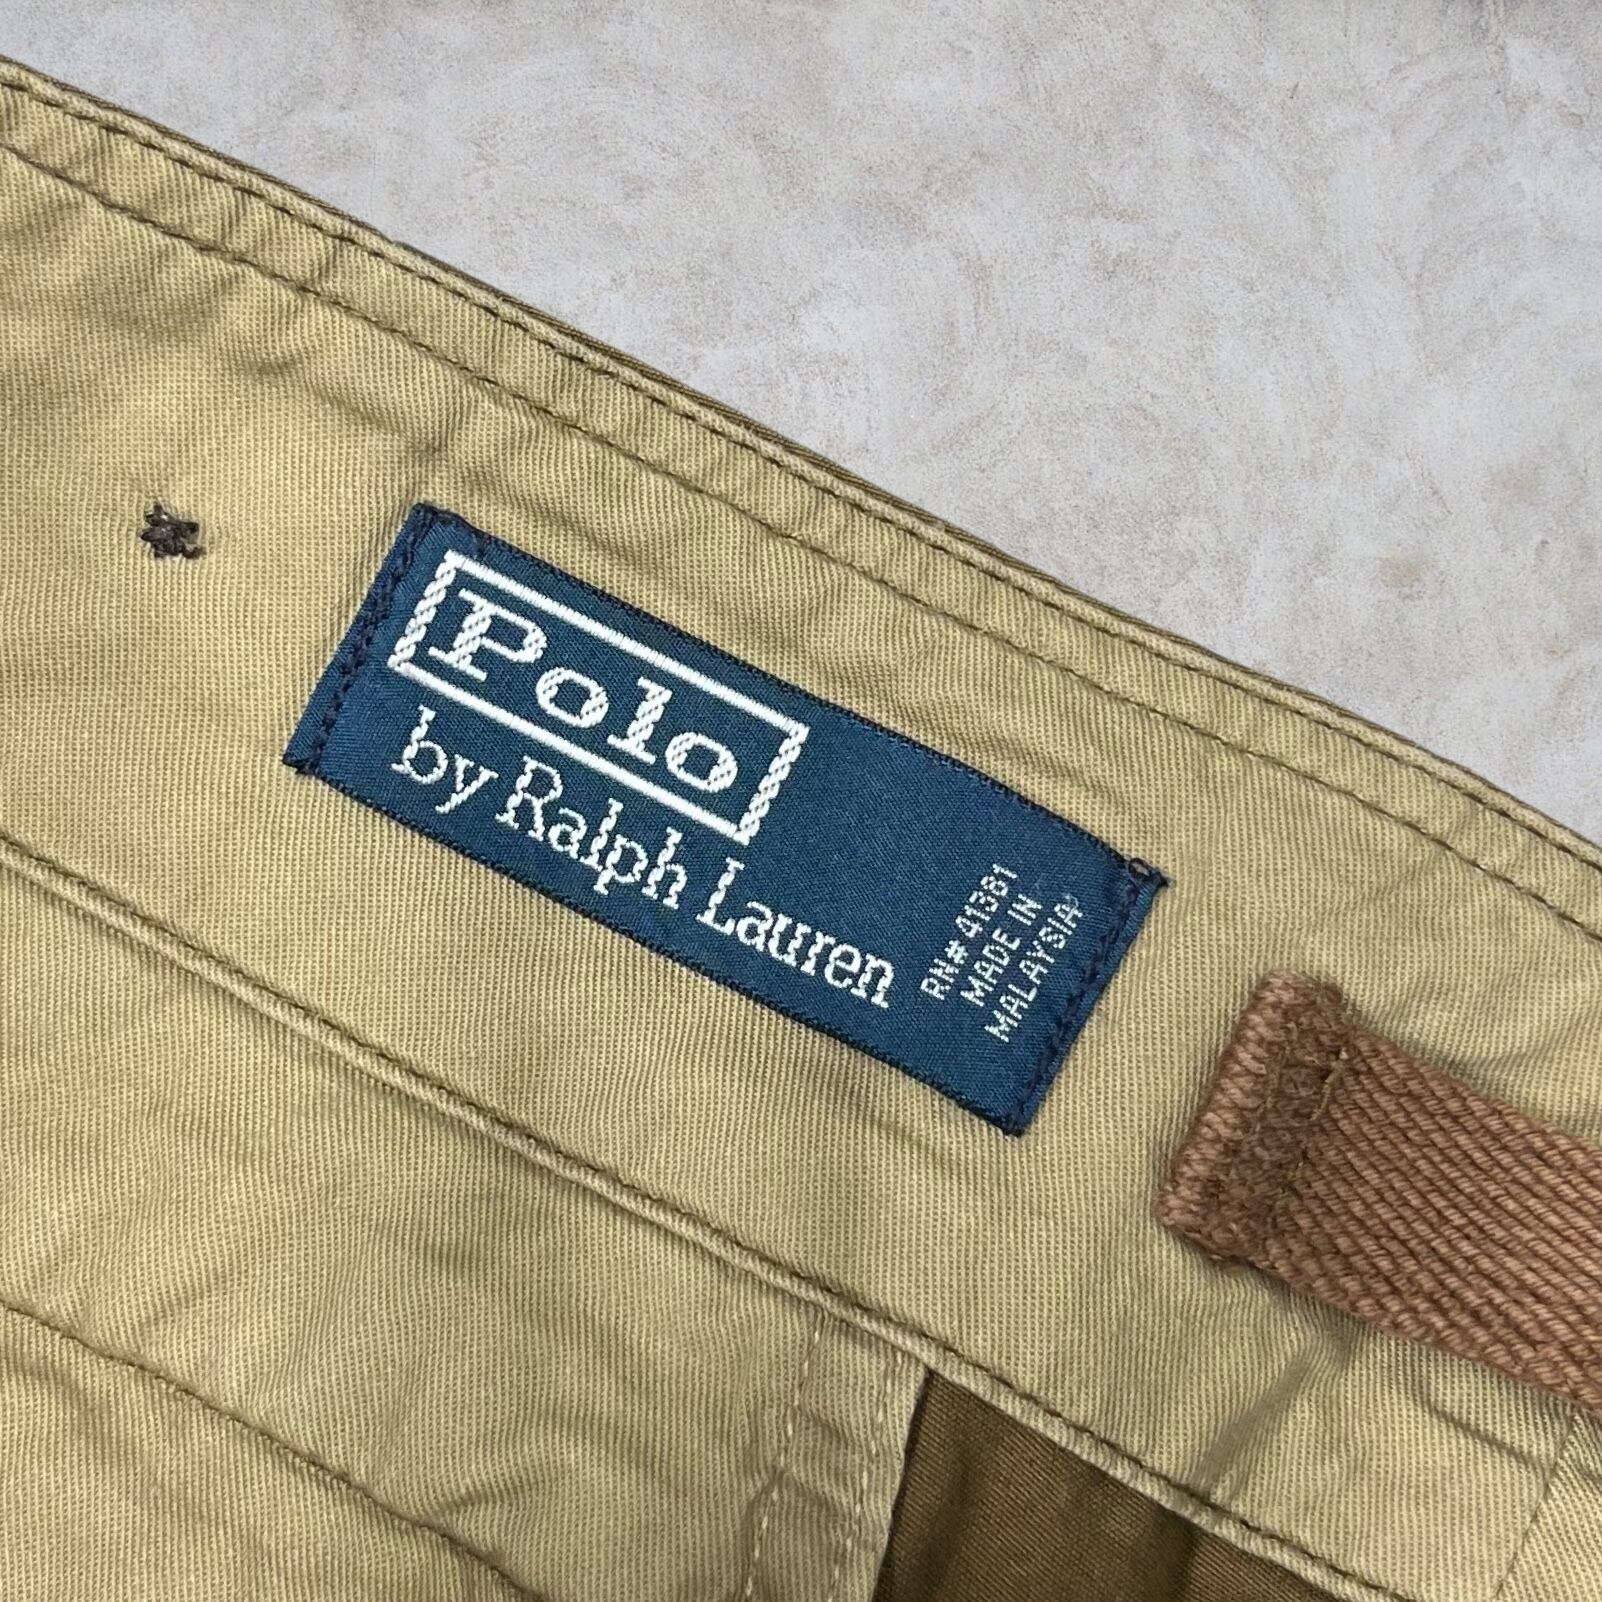 Polo
by Ralph Lauren
RN# 41381
MADE IN
MALAYSIA